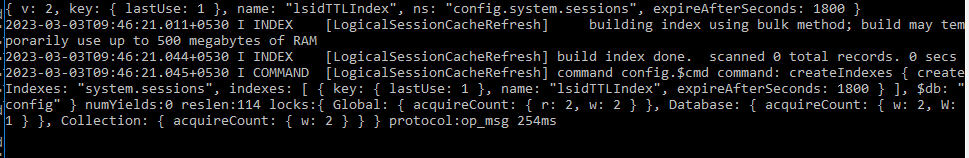 { v: 2, key: { lastUse: 1 }, name: "lsidTTLIndex", ns: "config.system.sessions", expireAfterSeconds: 1800 }
2023-03-03T09:46:21.011+0530 I INDEX    [LogicalSessionCacheRefresh]     building index using bulk method; build may tem
porarily use up to 500 megabytes of RAM
2023-03-03T09:46:21.044+0530 I INDEX    [LogicalSessionCacheRefresh] build index done.  scanned 0 total records. 0 secs
2023-03-03T09:46:21.045+0530 I COMMAND  [LogicalSessionCacheRefresh] command config.$cmd command: createIndexes { create
Indexes: "system.sessions", indexes: [ { key: { lastUse: 1 }, name: "lsidTTLIndex", expireAfterSeconds: 1800 } ], $db: "
config" } numYields:0 reslen:114 locks:{ Global: { acquireCount: { r: 2, w: 2 } }, Database: { acquireCount: { w: 2, W:
1 } }, Collection: { acquireCount: { w: 2 } } } protocol:op_msg 254ms